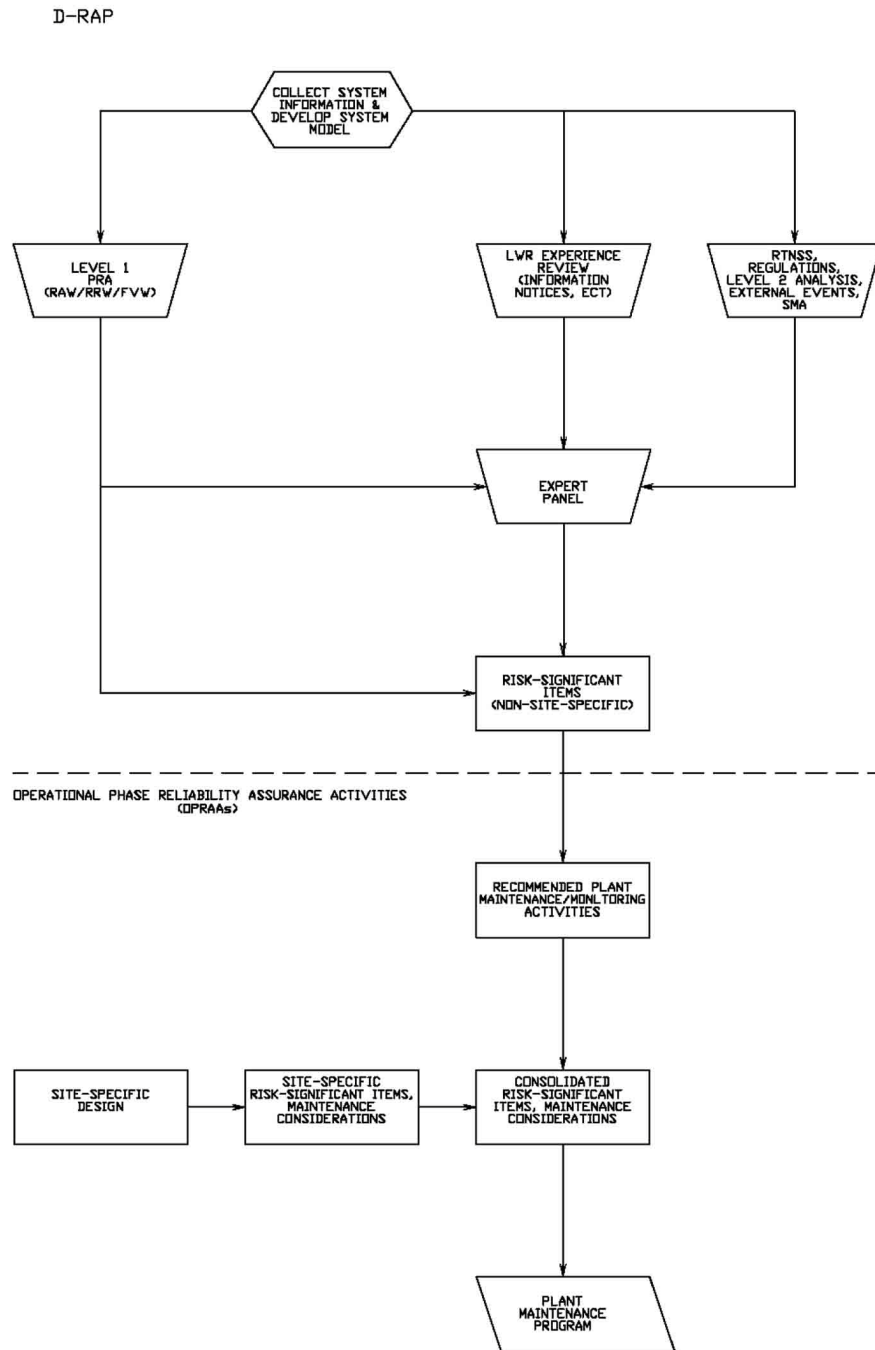 D-RAP
COLLECT SYSTEM
INFORMATION &
DEVELOP SYSTEM
MODEL
LEVEL 1
PRA
(RAW/RRW/FVW)
LWR EXPERIENCE
REVIEW
(INFORMATION
NOTICES, ECT)
RTNSS,
REGULATIONS,
LEVEL 2 ANALYSIS,
EXTERNAL EVENTS,
SMA
EXPERT
PANEL
RISK-SIGNIFICANT
ITEMS
(NON-SITE-SPECIFIC)
OPERATIONAL PHASE RELIABILITY ASSURANCE ACTIVITIES
(OPRAAs)
RECOMMENDED PLANT
MAINTENANCE/MONLTORING
ACTIVITIES
SITE-SPECIFIC
DESIGN
SITE-SPECIFIC
RISK-SIGNIFICANT ITEMS,
MAINTENANCE
CONSIDERATIONS
CONSOLIDATED
RISK-SIGNIFICANT
ITEMS, MAINTENANCE
CONSIDERATIONS
PLANT
MAINTENANCE
PROGRAM